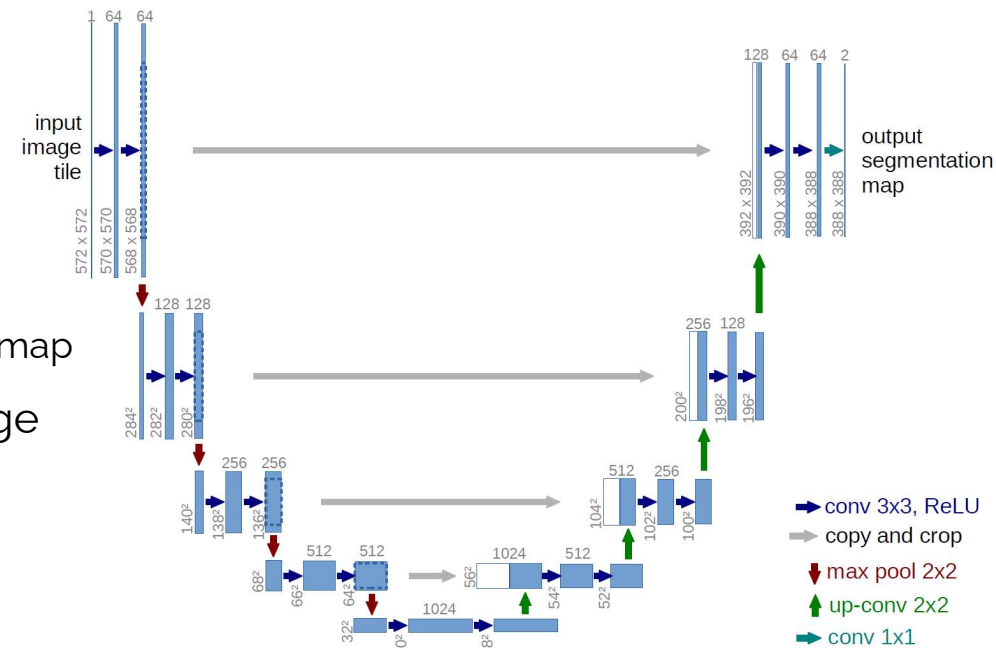 1 64 64
input
image
tile
572 x 572
570 x 570
568 x 568
128 64 64 2
output
segmentation
map
392 x 392
390 x 390
388 x 388
388 x 388
128 128
284²
282²
280²
map
ge
256 128
200²
198²
196²
256 256
140²
138²
136²
512 256
104²
102²
100²
512 512
68²
66²
64²
1024 512
56²
54²
52²
1024
32²
0²
8²
conv 3x3, ReLU
copy and crop
max pool 2x2
up-conv 2x2
conv 1x1